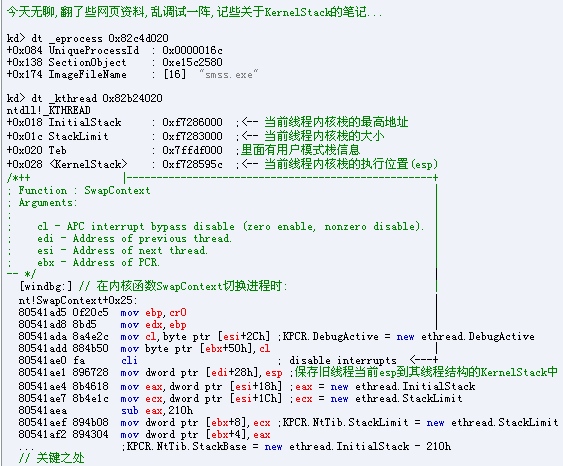 今天无聊,翻了些网页资料,乱调试一阵,记些关于KernelStack的笔记...
kd> dt _eprocess 0x82c4d020
+0x084 UniqueProcessId : 0x0000016c
+0x138 SectionObject : 0xe15c2580
+0x174 ImageFileName : [16] "smss.exe"
kd> dt _kthread 0x82b24020
ntdll!_KTHREAD
+0x018 InitialStack : 0xf7286000 ;<-- 当前线程内核栈的最高地址
+0x01c StackLimit : 0xf7283000 ;<-- 当前线程内核栈的大小
+0x020 Teb : 0x7ffdf000 ;里面有用户模式栈信息
+0x028 <KernelStack> : 0xf728595c ;<-- 当前线程内核栈的执行位置(esp)
/*++ |--------------------------------------------+
; Function : SwapContext |
; Arguments: |
; |
; cl - APC interrupt bypass disable (zero enable, nonzero disable). |
; edi - Address of previous thread. |
; esi - Address of next thread. |
; ebx - Address of PCR. |
-- */ |
[windbg:] // 在内核函数SwapContext切换进程时: |
nt!SwapContext+0x25: |
80541ad5 0f20c5 mov ebp,cr0 |
80541ad8 8bd5 mov edx,ebp |
80541ada 8a4e2c mov cl,byte ptr [esi+2Ch] ;KPCR.DebugActive = new ethread.DebugActive
80541add 884b50 mov byte ptr [ebx+50h],cl |
80541ae0 fa cli ; disable interrupts <---+
80541ae1 896728 mov dword ptr [edi+28h],esp ;保存旧线程当前esp到其线程结构的KernelStack中
80541ae4 8b4618 mov eax,dword ptr [esi+18h] ;eax = new ethread.InitialStack
80541ae7 8b4e1c mov ecx,dword ptr [esi+1Ch] ;ecx = new ethread.StackLimit
80541aea sub eax,210h
80541aef 894b08 mov dword ptr [ebx+8],ecx ;KPCR.NtTib.StackLimit = new ethread.StackLimit
80541af2 894304 mov dword ptr [ebx+4],eax
... ;KPCR.NtTib.StackBase = new ethread.InitialStack - 210h
// 关键之处